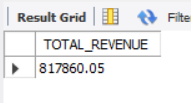 Result Grid Filte
TOTAL_REVENUE
817860.05